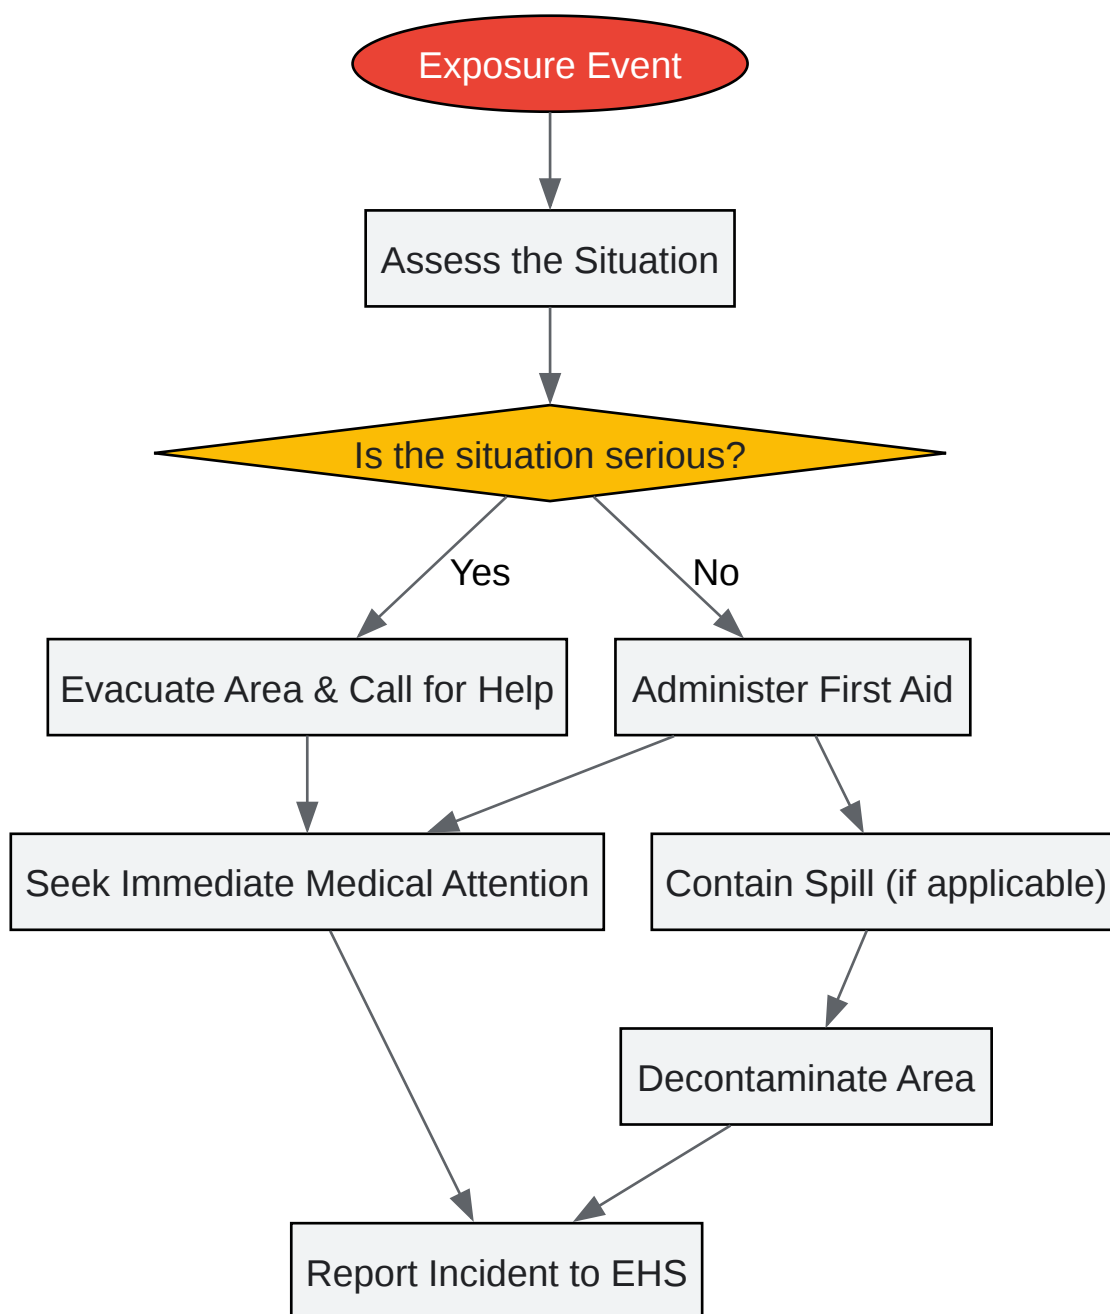 Exposure Event
Assess the Situation
Is the situation serious?
Yes
No
Evacuate Area & Call for Help
Administer First Aid
Seek Immediate Medical Attention
Contain Spill (if applicable)
Decontaminate Area
Report Incident to EHS